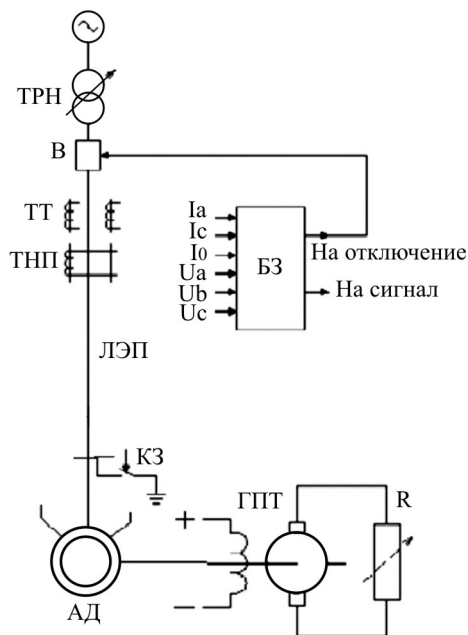 ТРН
В
ТТ
ТНП
Ia
Ic
I0
Ua
Ub
Uc
БЗ
На отключение
На сигнал
ЛЭП
КЗ
ГПТ
R
+
—
АД